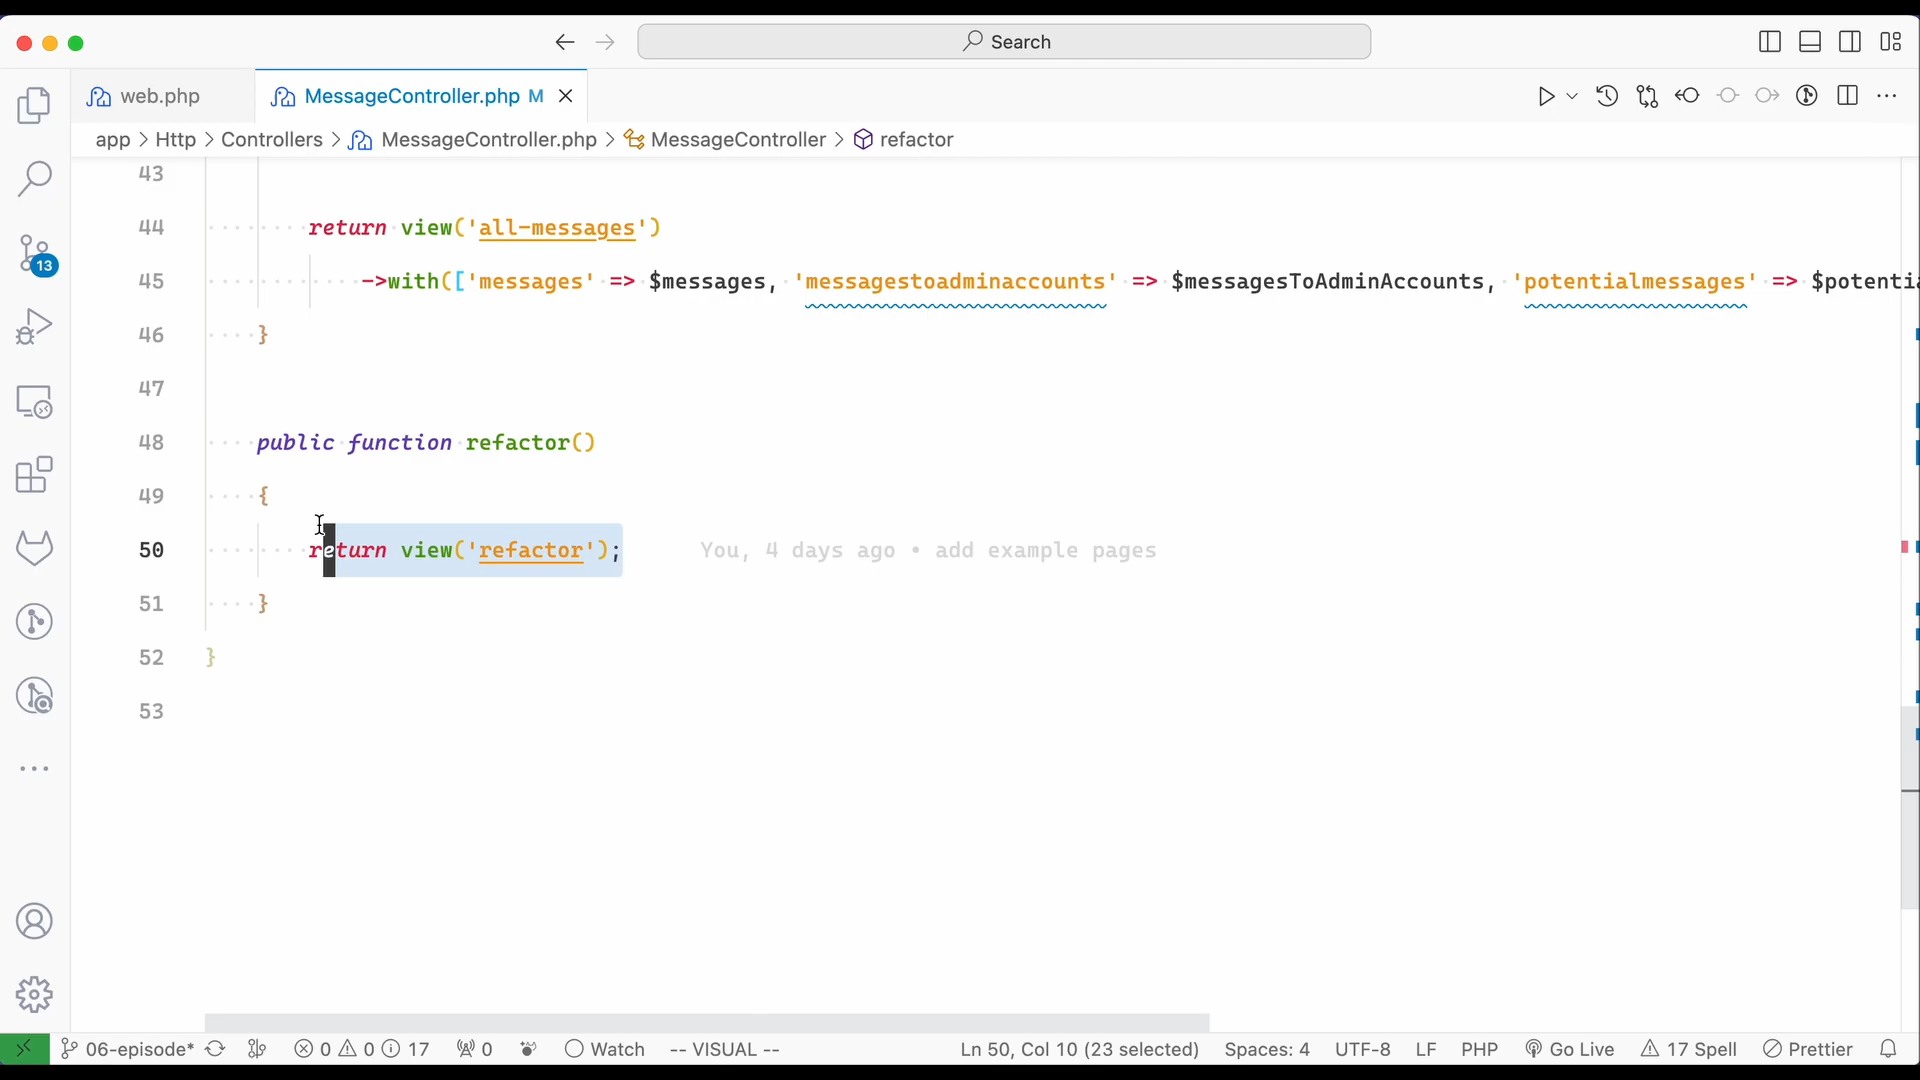 Search
web.php
MessageController.php M
app > Http > Controllers > MessageController.php > MessageController > refactor
43
44 return view('all-messages')
45 ->with(['messages' => $messages, 'messagestoadminaccounts' => $messagesToAdminAccounts, 'potentialmessages' => $potentia
46 }
47
48 public function refactor()
49 {
50 return view('refactor'); You, 4 days ago • add example pages
51 }
52 }
53
13
06-episode* 0 0 17 0 Watch -- VISUAL -- Ln 50, Col 10 (23 selected) Spaces: 4 UTF-8 LF PHP Go Live 17 Spell Prettier